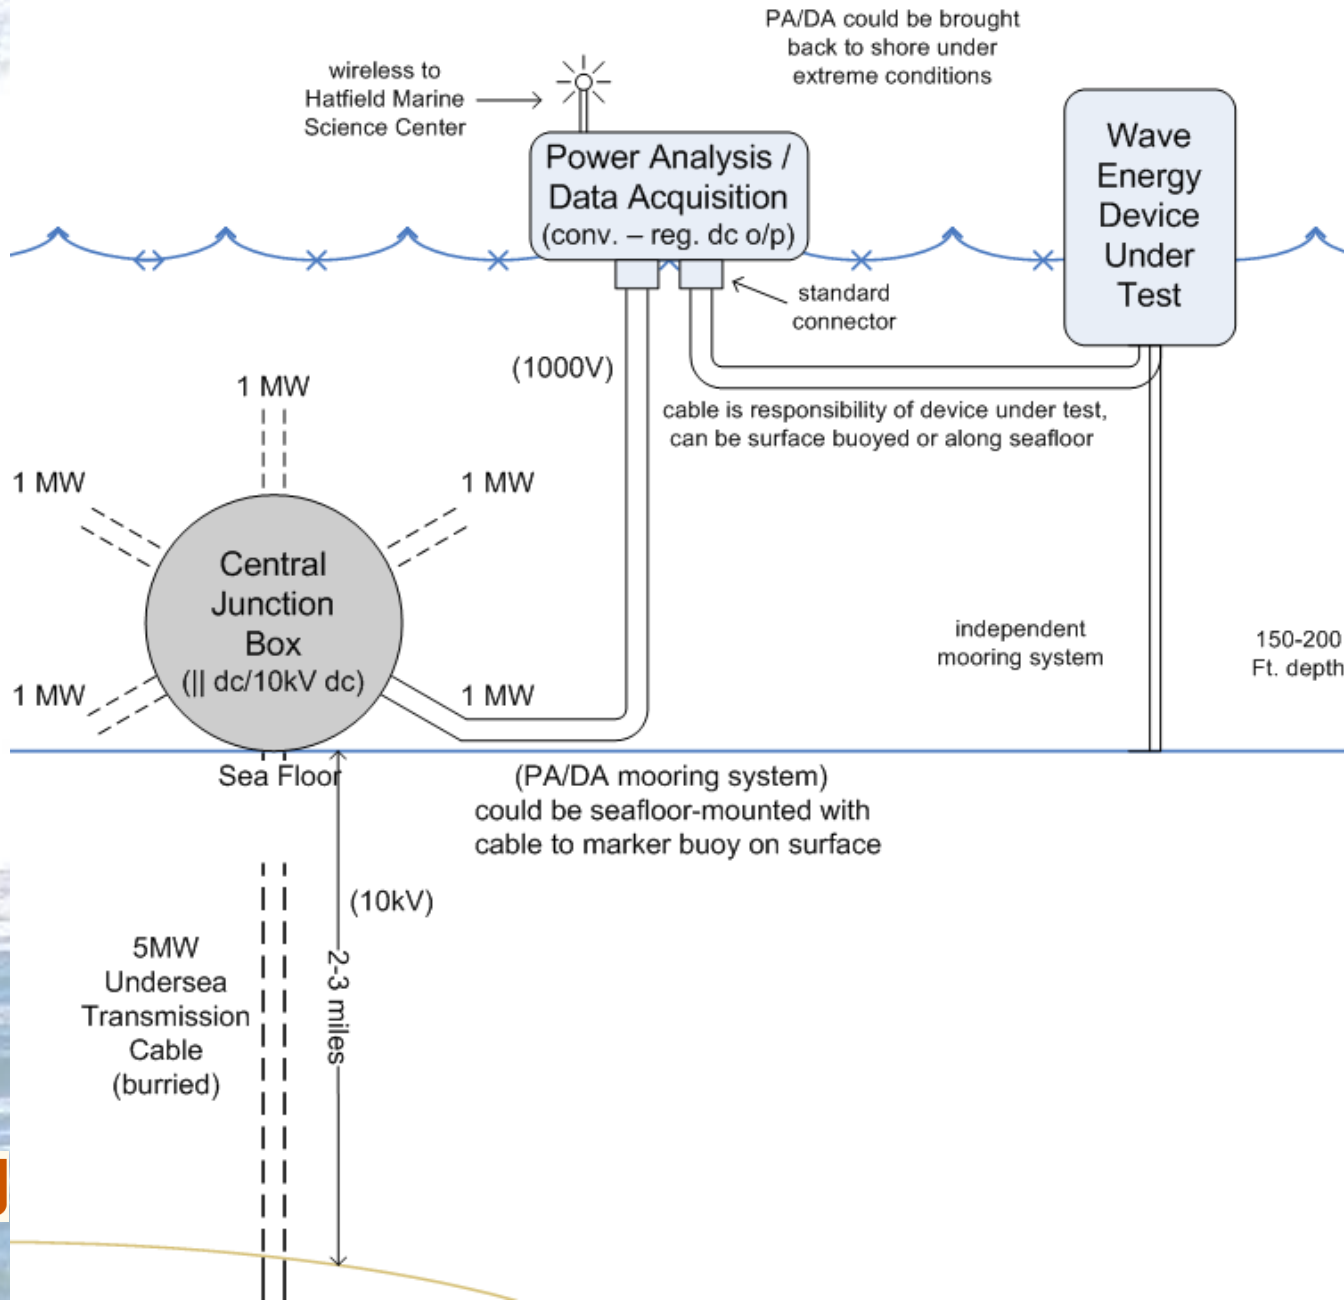 PA/DA could be brought
back to shore under
extreme conditions
wireless to
Hatfield Marine
Science Center
Power Analysis /
Data Acquisition
(conv. – reg. dc o/p)
Wave
Energy
Device
Under
Test
standard
connector
(1000V)
cable is responsibility of device under test,
can be surface buoyed or along seafloor
1 MW
1 MW
1 MW
Central
Junction
Box
(|| dc/10kV dc)
1 MW
1 MW
independent
mooring system
150-200
Ft. depth
Sea Floor
(PA/DA mooring system)
could be seafloor-mounted with
cable to marker buoy on surface
(10kV)
2-3 miles
5MW
Undersea
Transmission
Cable
(burried)